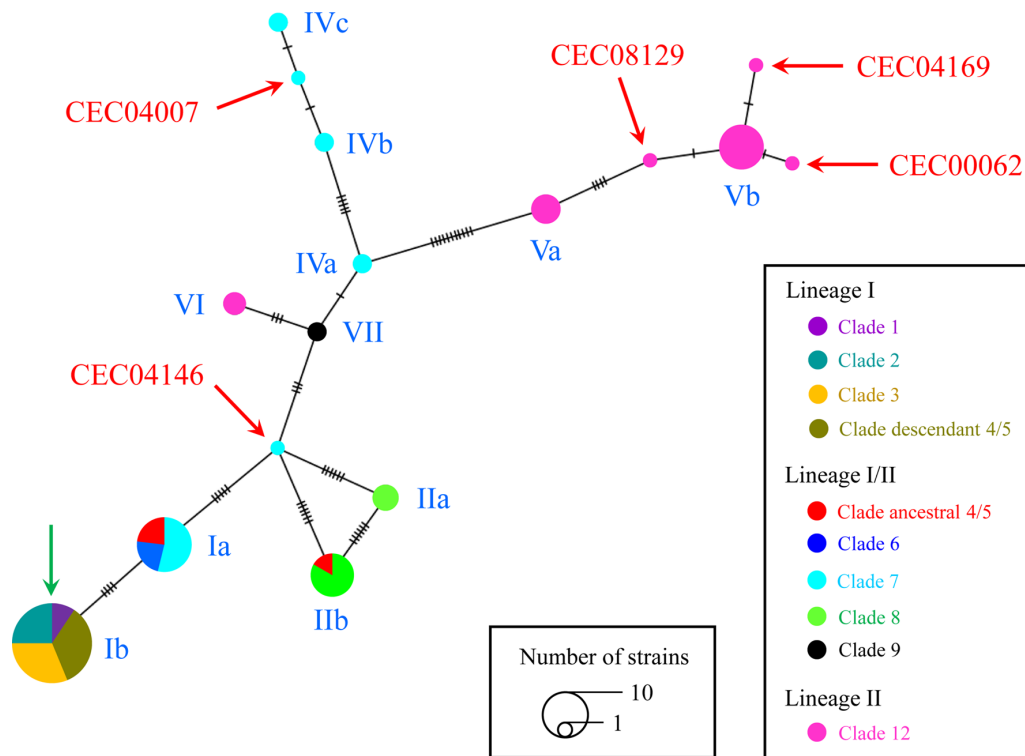 IVc
CEC08129
CEC04169
CEC04007
IVb
CEC00062
Vb
Va
IVa
VI
VII
CEC04146
IIa
Ia
IIb
Ib
Number of strains
10
1
Lineage I
Clade 1
Clade 2
Clade 3
Clade descendant 4/5
Lineage I/II
Clade ancestral 4/5
Clade 6
Clade 7
Clade 8
Clade 9
Lineage II
Clade 12